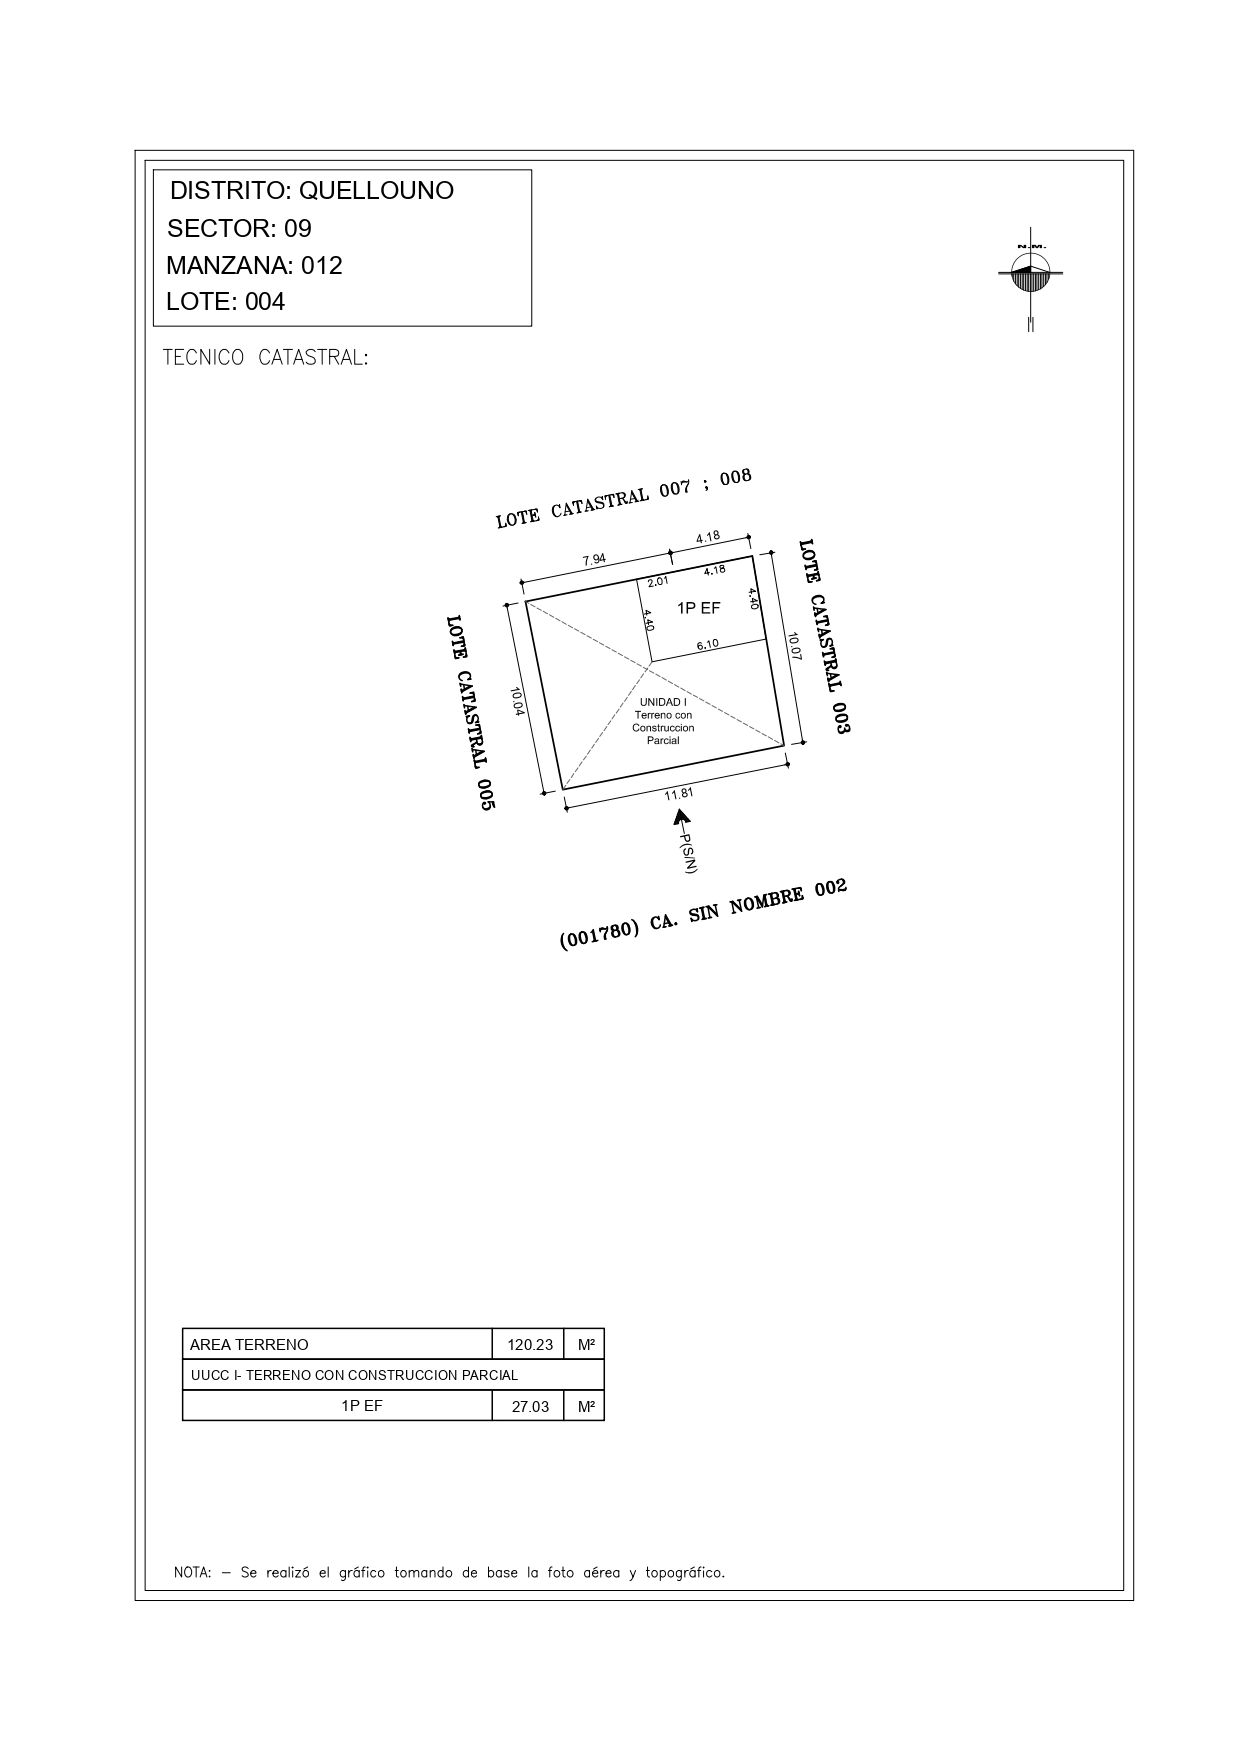 DISTRITO: QUELLOUNO
SECTOR: 09
MANZANA: 012
LOTE: 004
N.M.
TECNICO CATASTRAL:
LOTE CATASTRAL 007 ; 008
7.94
4.18
2.01
4.18
1P EF
4.40
4.40
6.10
LOTE CATASTRAL 005
10.04
10.07
LOTE CATASTRAL 003
UNIDAD I
Terreno con
Construccion
Parcial
11.81
P(S/N)
(001780) CA. SIN NOMBRE 002
AREA TERRENO 120.23 M²
UUCC I- TERRENO CON CONSTRUCCION PARCIAL
1P EF 27.03 M²
NOTA: - Se realizó el gráfico tomando de base la foto aérea y topográfico.